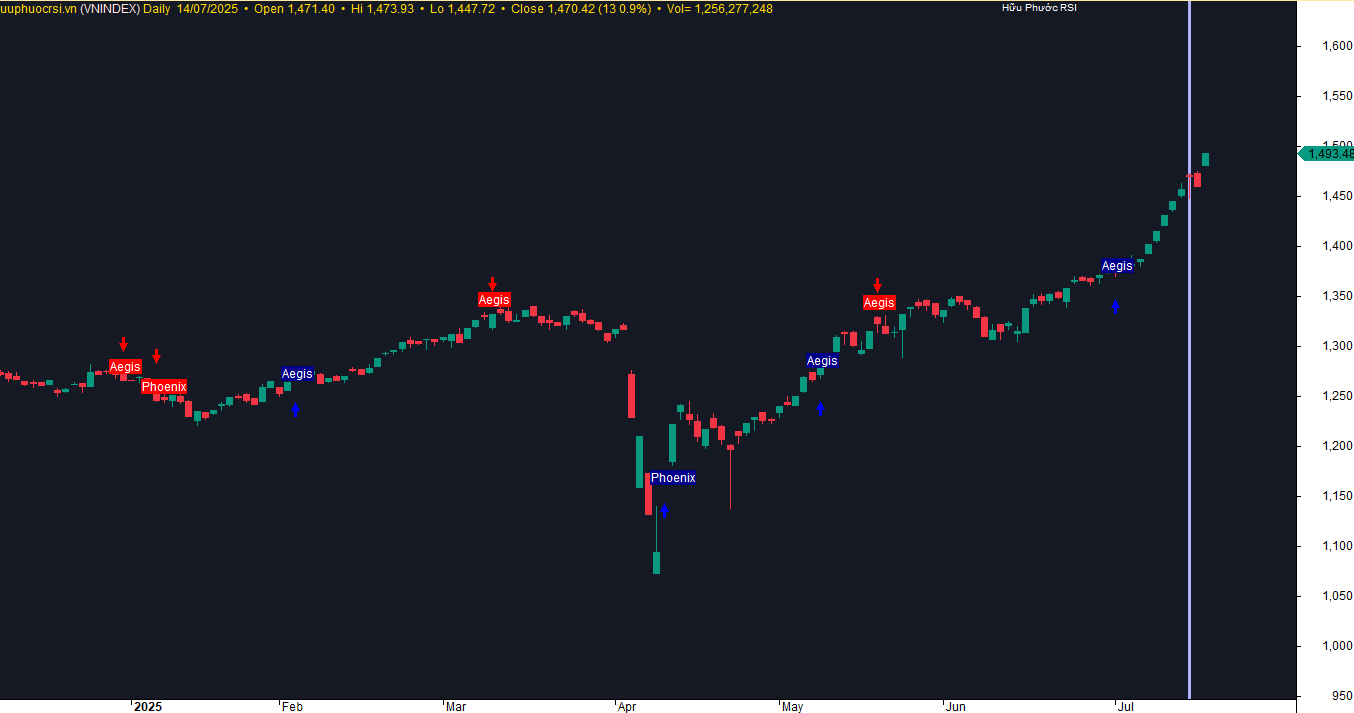 uuphuocrsi.vn (VNINDEX) Daily 14/07/2025 • Open 1,471.40 • Hi 1,473.93 • Lo 1,447.72 • Close 1,470.42 (13 0.9%) • Vol= 1,256,277,248
Hữu Phước RSI
1,600
1,550
1,500
1,493.48
1,450
1,400
Aegis
1,350
Aegis
Aegis
1,300
Aegis
Aegis
Aegis
Phoenix
1,250
1,200
Phoenix
1,150
1,100
1,050
1,000
950
2025 Feb Mar Apr May Jun Jul